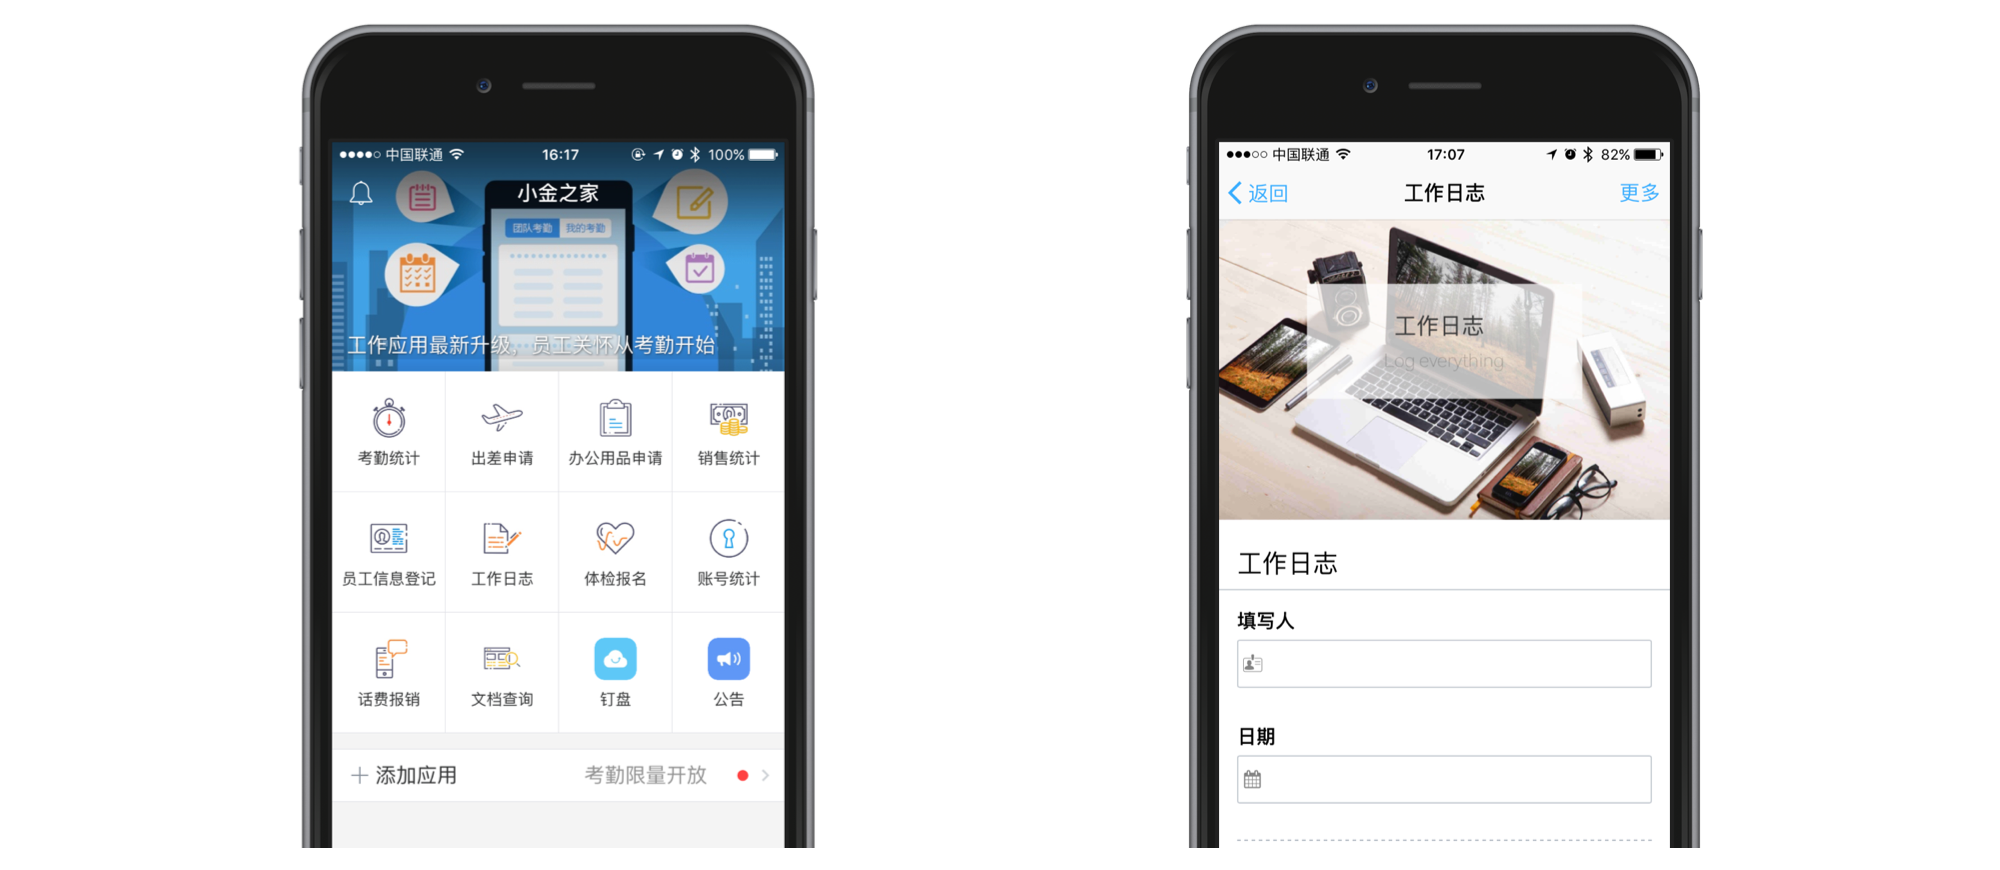 中国联通
16:17
100%
小金之家
团队考勤 我的考勤
工作应用最新升级，员工关怀从考勤开始
考勤统计
出差申请
办公用品申请
销售统计
员工信息登记
工作日志
体检报名
账号统计
话费报销
文档查询
钉盘
公告
添加应用
考勤限量开放
中国联通
17:07
82%
返回
工作日志
更多
工作日志
Log everything
工作日志
填写人
日期